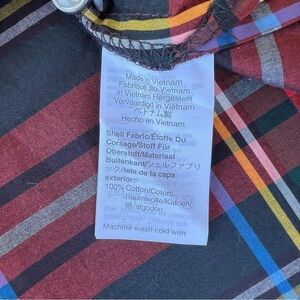 Made in Vietnam
Fabriqué au Vietnam
in Vietnam Hergestellt
Vervaardigd in Vietnam
ベトナム製
Hecho en Vietnam
Shell Fabric/Étoffe Du
Corsage/Stoff Für
Oberstoff/Materiaal
Buitenkant/シェルファブリ
ック/tela de la capa
exterior:
100% Cotton/Coton/
Baumwolle/Katoen/
綿/algodón
Machine wash cold with